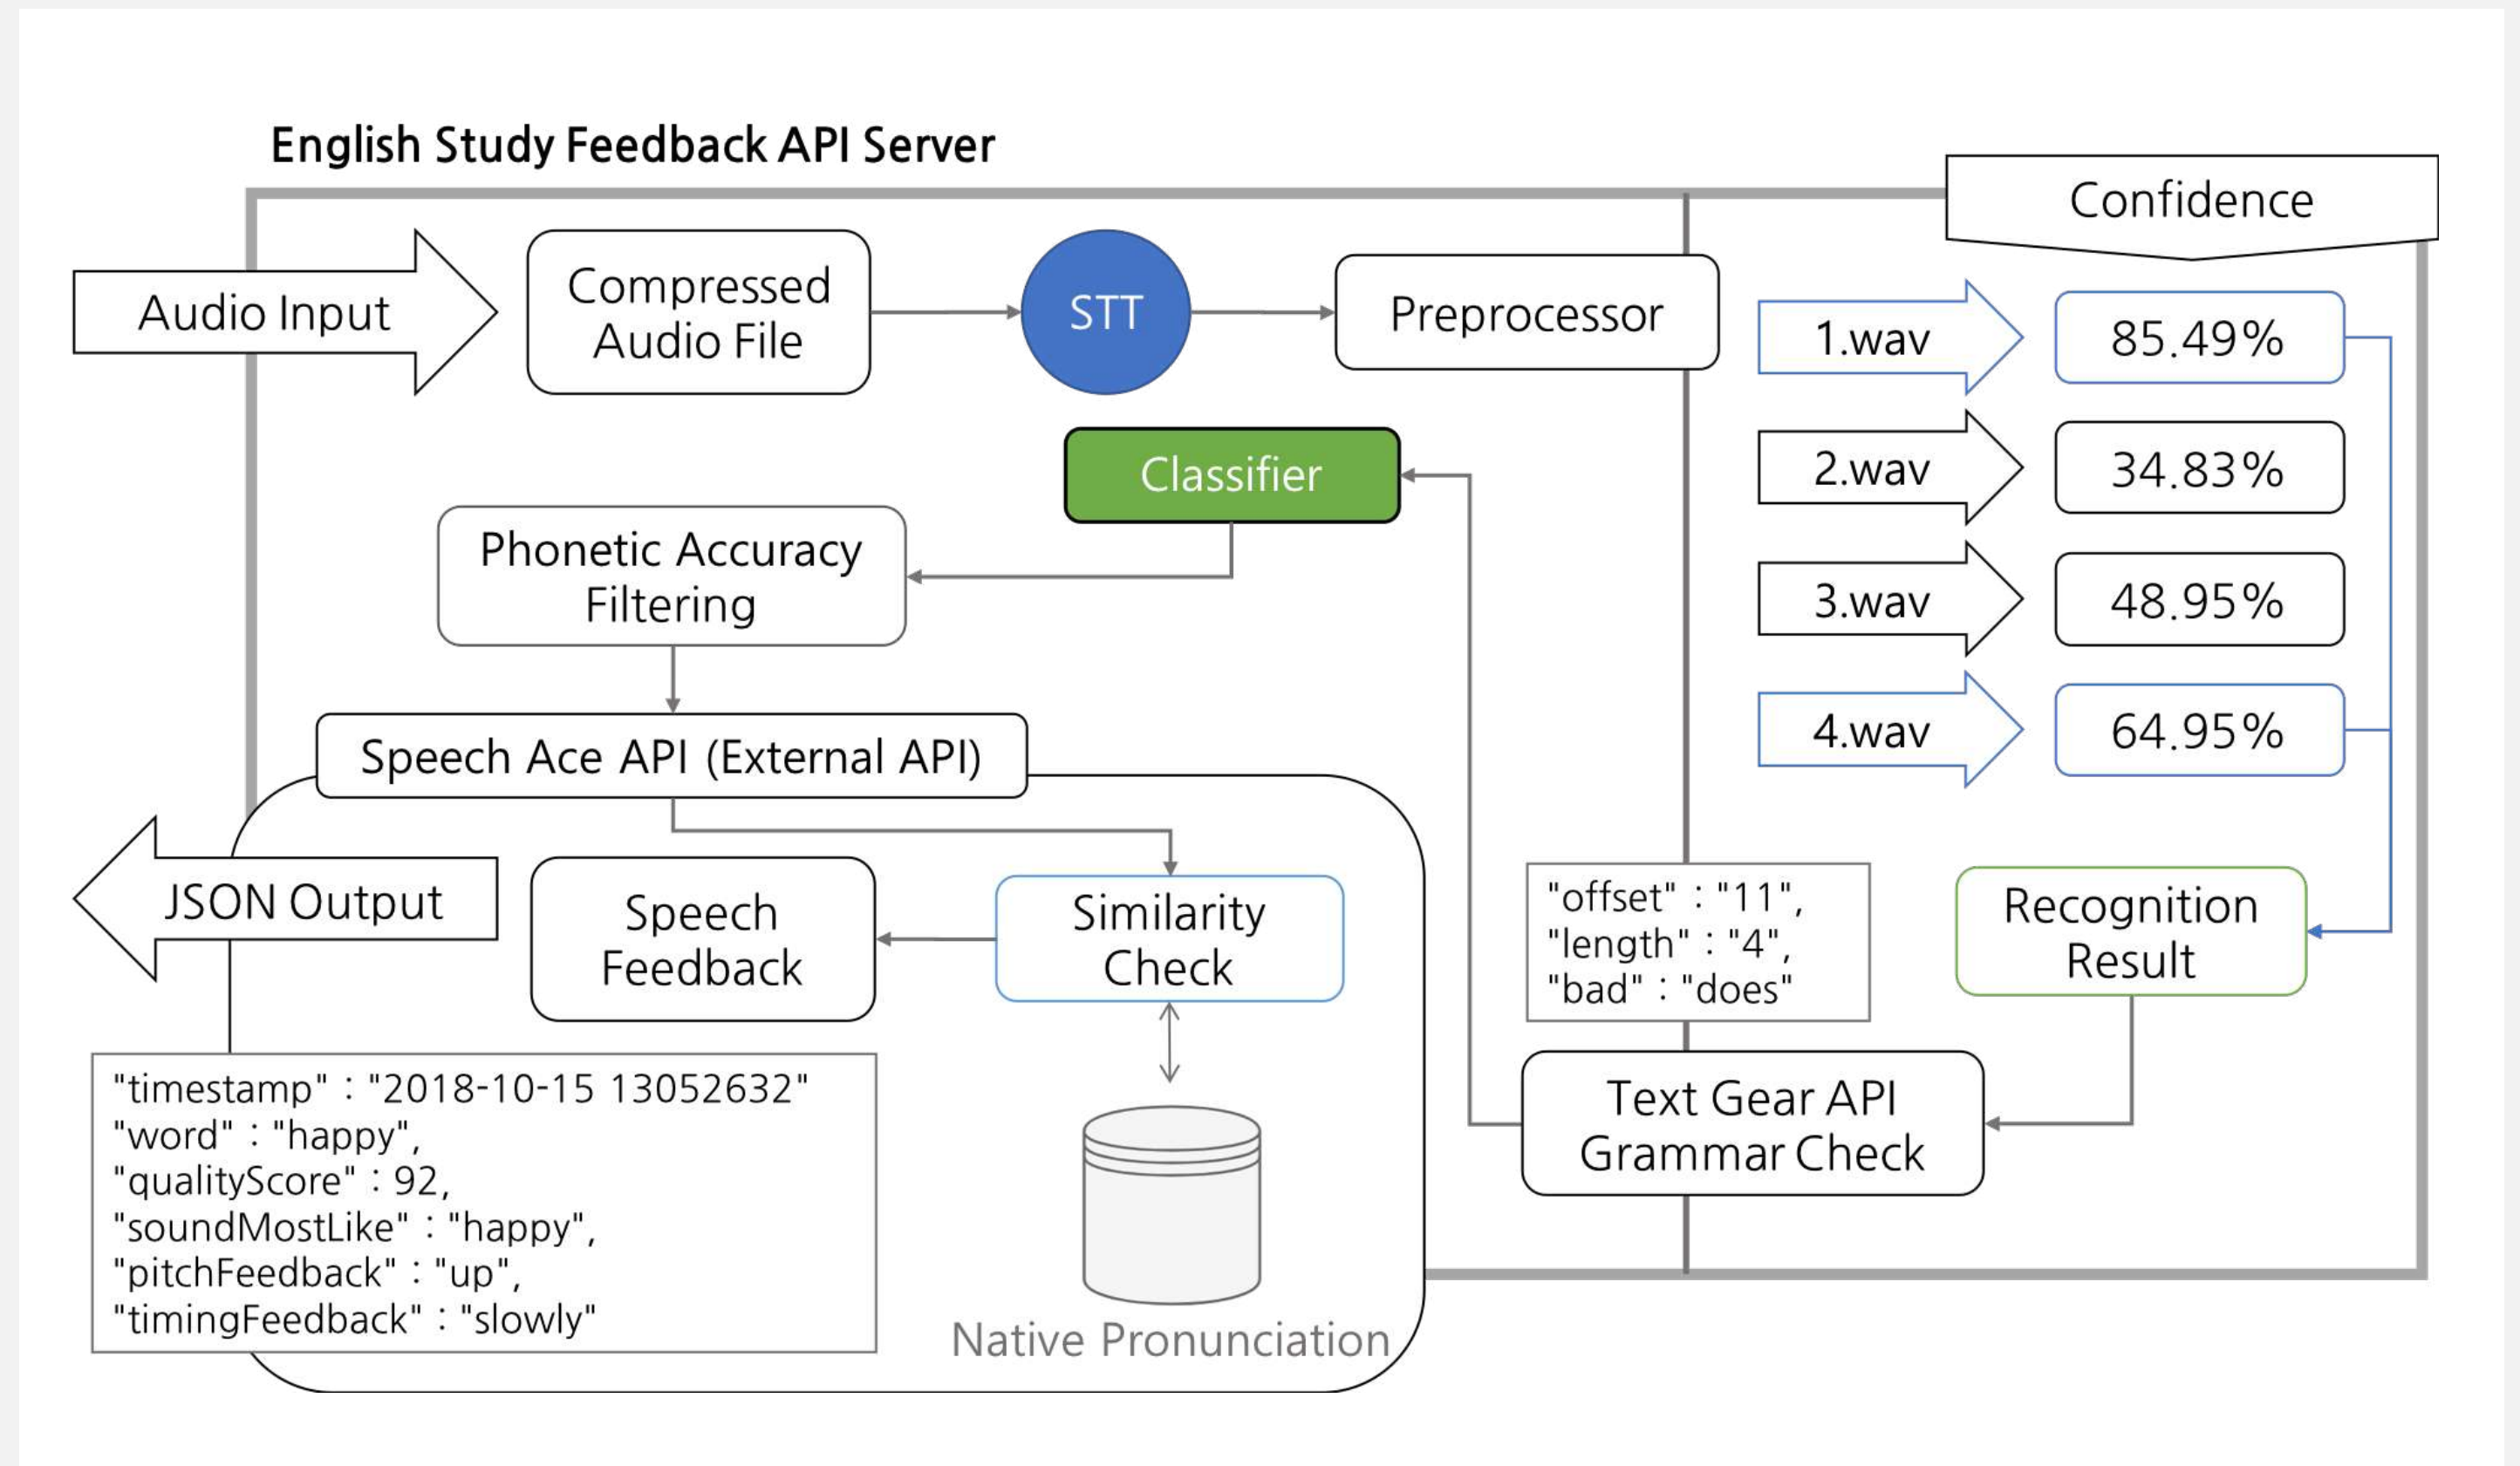 English Study Feedback API Server
Confidence
Audio Input
Compressed
Audio File
STT
Preprocessor
1.wav
85.49%
2.wav
34.83%
3.wav
48.95%
4.wav
64.95%
Classifier
Phonetic Accuracy
Filtering
Speech Ace API (External API)
JSON Output
Speech
Feedback
Similarity
Check
"offset" : "11",
"length" : "4",
"bad" : "does"
Recognition
Result
Text Gear API
Grammar Check
"timestamp" : "2018-10-15 13052632"
"word" : "happy",
"qualityScore" : 92,
"soundMostLike" : "happy",
"pitchFeedback" : "up",
"timingFeedback" : "slowly"
Native Pronunciation